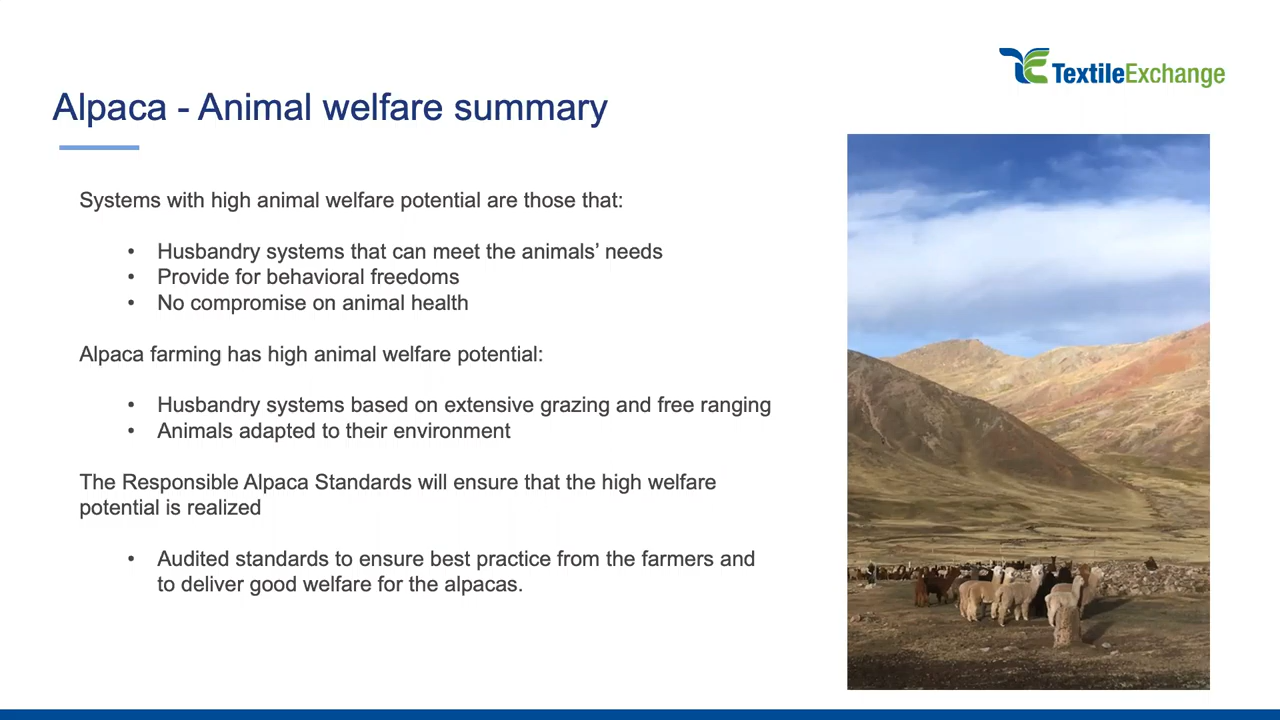 TextileExchange
Alpaca - Animal welfare summary
Systems with high animal welfare potential are those that:
• Husbandry systems that can meet the animals’ needs
• Provide for behavioral freedoms
• No compromise on animal health
Alpaca farming has high animal welfare potential:
• Husbandry systems based on extensive grazing and free ranging
• Animals adapted to their environment
The Responsible Alpaca Standards will ensure that the high welfare
potential is realized
• Audited standards to ensure best practice from the farmers and
to deliver good welfare for the alpacas.